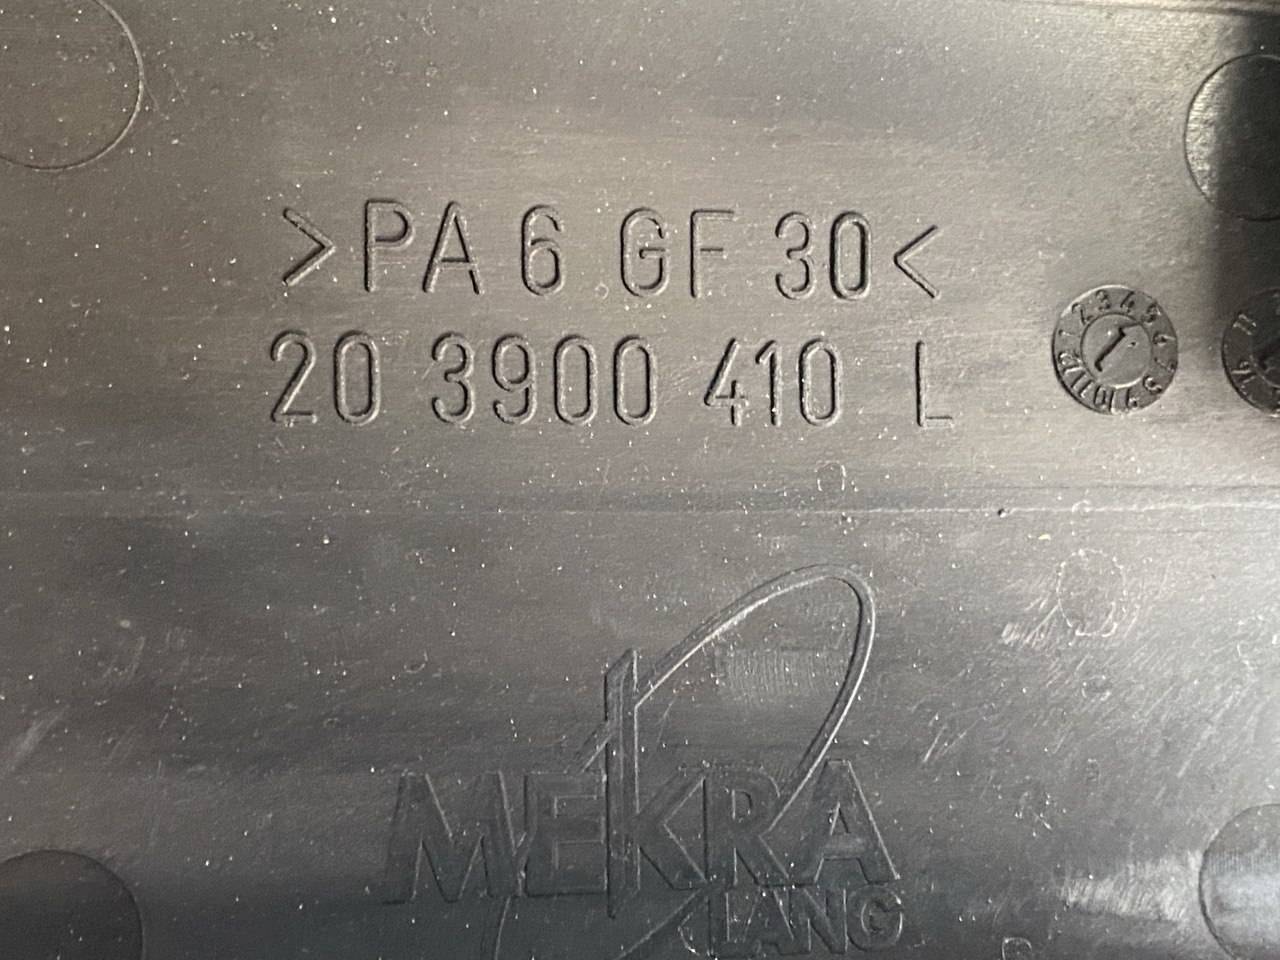 >PA 6 GF 30<
20 3900 410 L
MEKRA
LANG